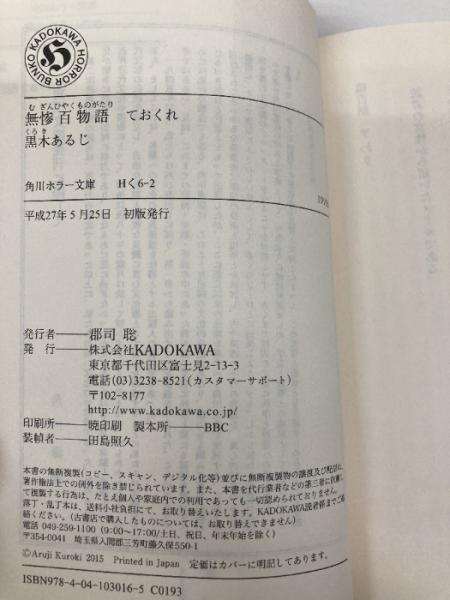 BUNKO KADOKAWA HORROR
H
む ざん ひゃく もの がたり
無惨百物語 ておくれ
くろ き
黒木あるじ
角川ホラー文庫 Hく6-2
平成27年5月25日 初版発行
発行者――郡司 聡
発 行――株式会社KADOKAWA
東京都千代田区富士見2-13-3
電話(03)3238-8521(カスタマーサポート)
〒102-8177
http://www.kadokawa.co.jp/
印刷所――暁印刷 製本所――BBC
装幀者――田島照久
本書の無断複製(コピー、スキャン、デジタル化等)並びに無断複製物の譲渡及び配信は、
著作権法上での例外を除き禁じられています。また、本書を代行業者などの第三者に依頼し
て複製する行為は、たとえ個人や家庭内での利用であっても一切認められておりません。
落丁・乱丁本は、送料小社負担にて、お取り替えいたします。KADOKAWA読者係までご連
絡ください。(古書店で購入したものについては、お取り替えできません)
電話 049-259-1100(9:00～17:00/土日、祝日、年末年始を除く)
〒354-0041 埼玉県入間郡三芳町藤久保550-1
©Aruji Kuroki 2015 Printed in Japan 定価はカバーに明記してあります。
ISBN978-4-04-103016-5 C0193